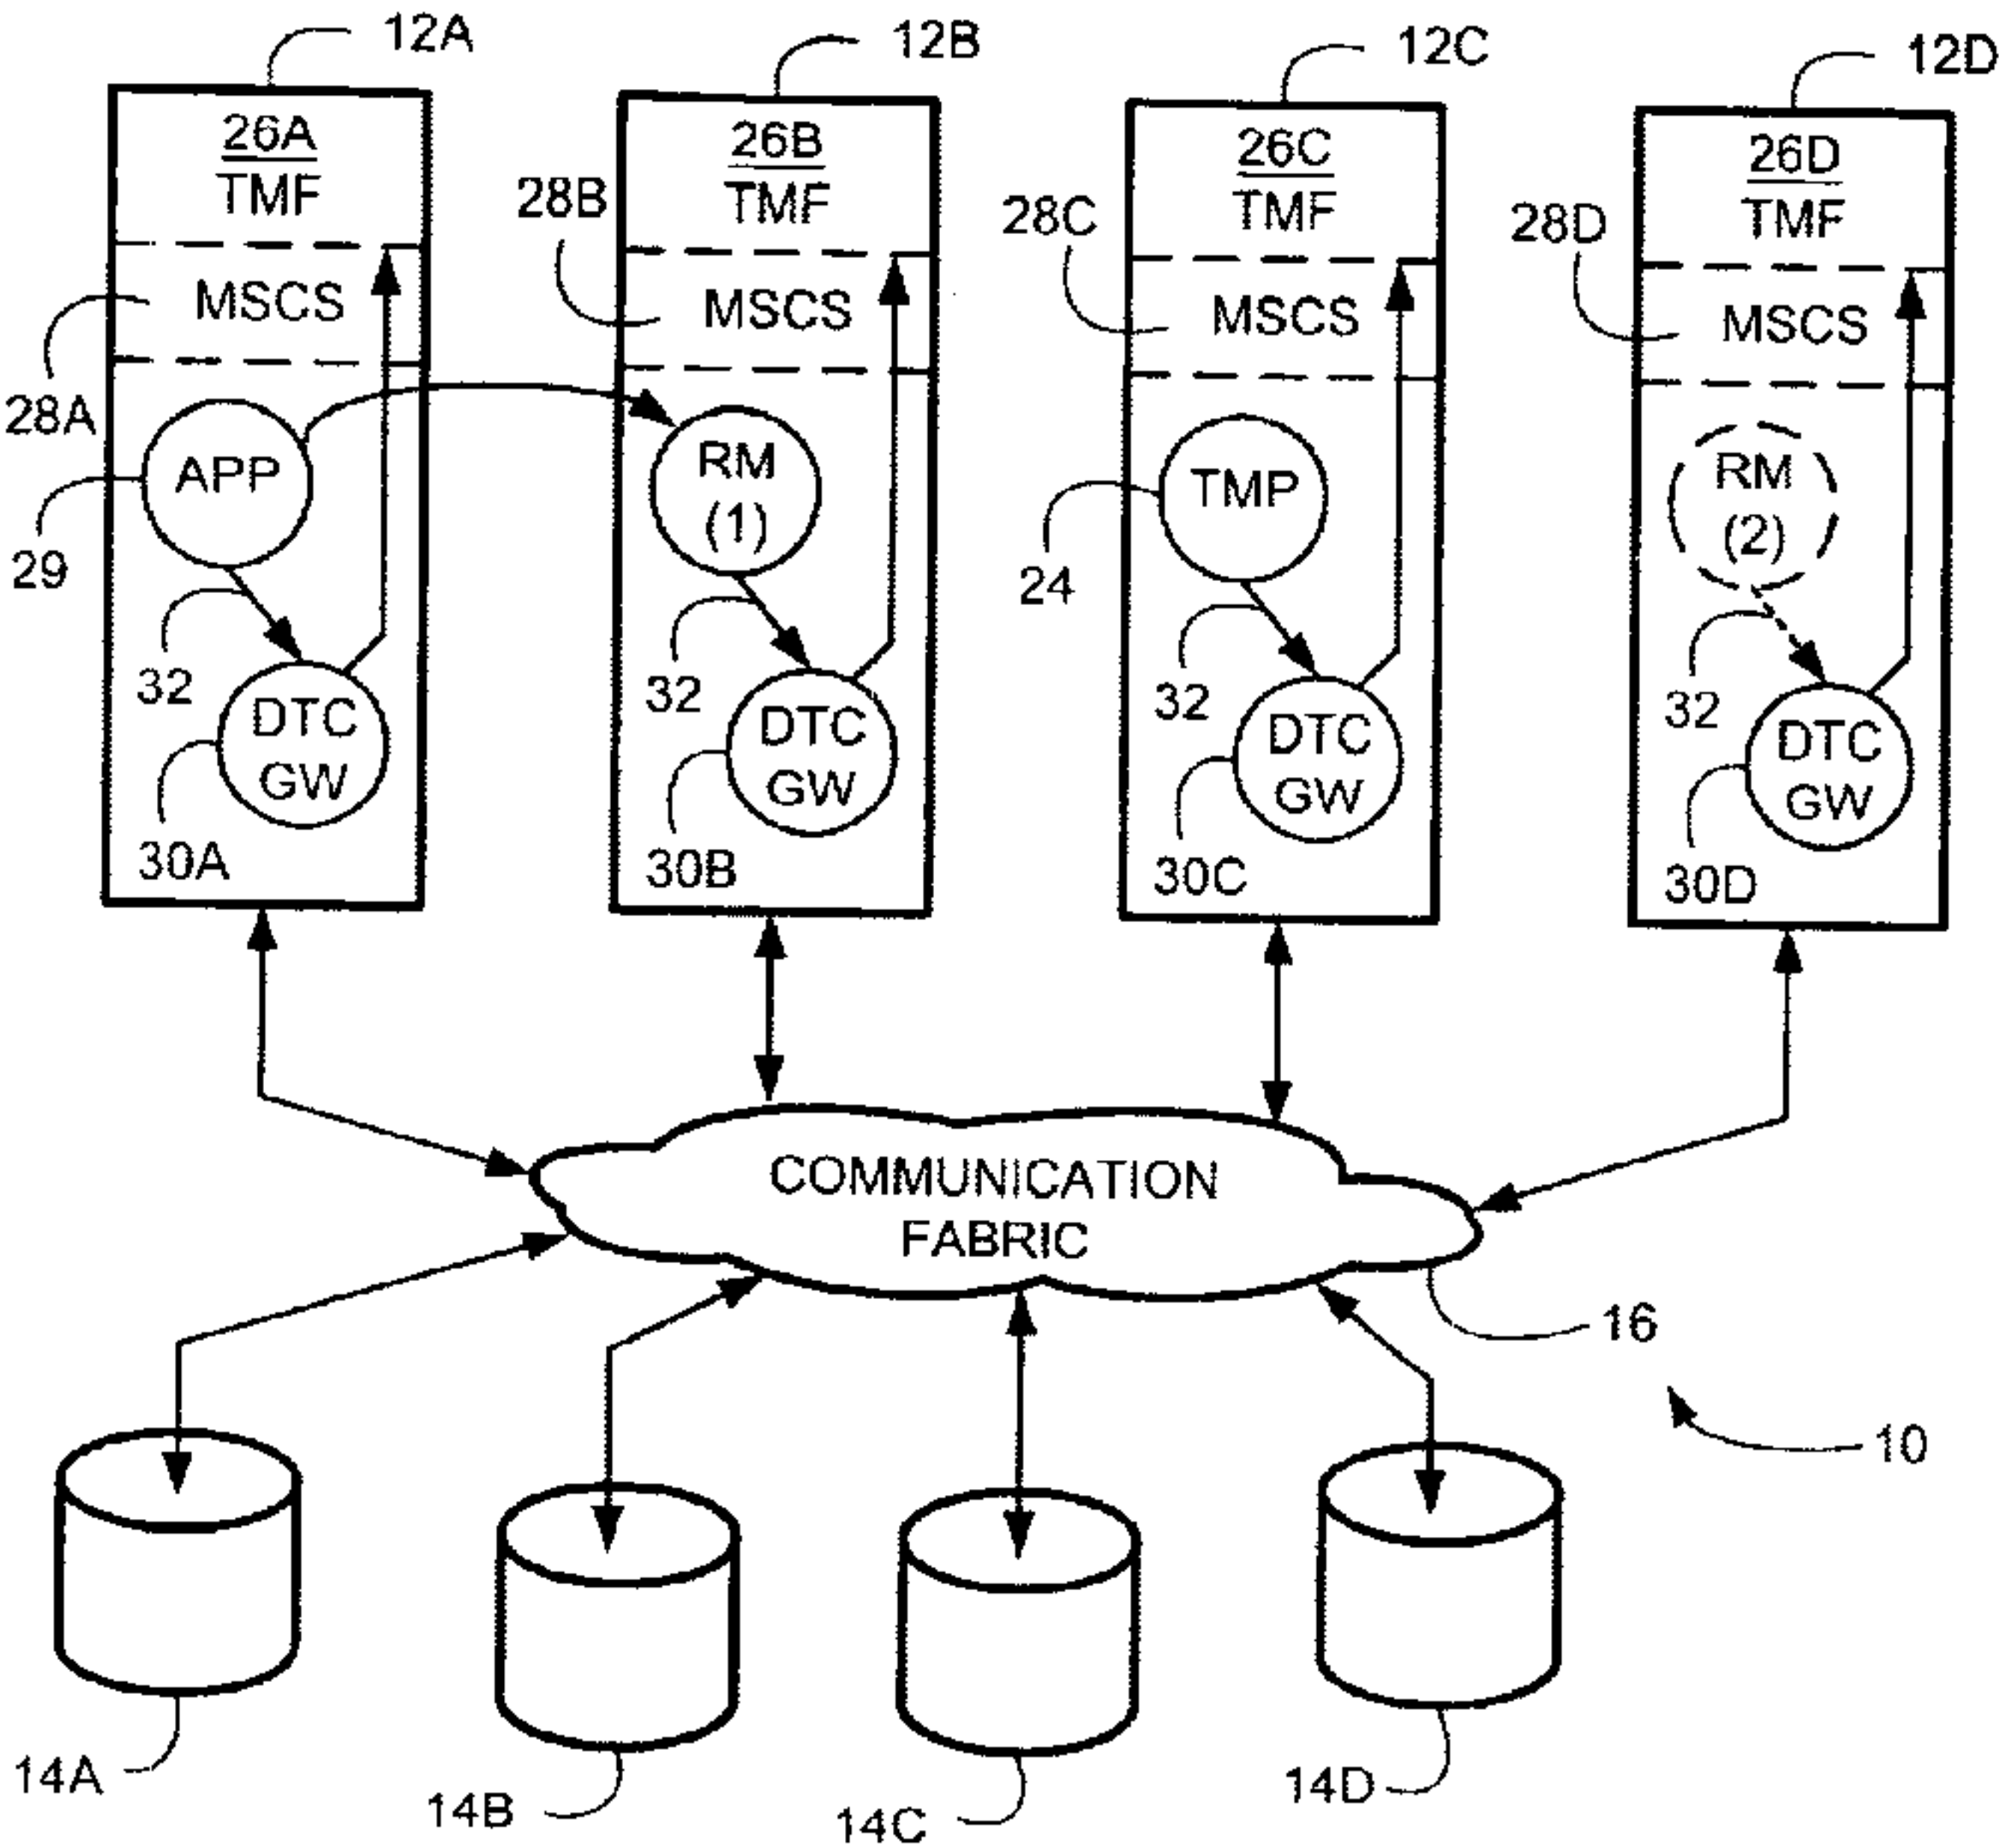 12A
12B
12C
12D
26A
TMF
26B
TMF
26C
TMF
26D
TMF
28B
28C
28D
MSCS
MSCS
MSCS
MSCS
28A
APP
RM
(1)
TMP
RM
(2)
29
24
32
32
32
32
DTC
GW
DTC
GW
DTC
GW
DTC
GW
30A
30B
30C
30D
COMMUNICATION
FABRIC
16
10
14A
14B
14C
14D